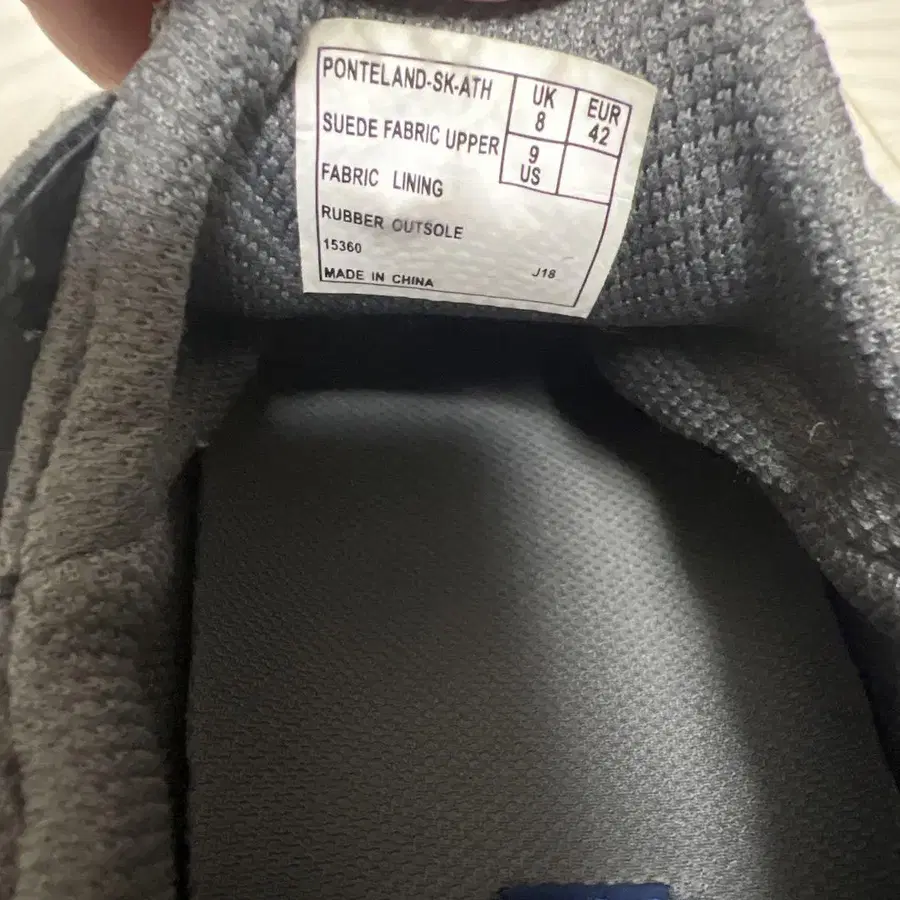 PONTELAND-SK-ATH
SUEDE FABRIC UPPER
FABRIC LINING
RUBBER OUTSOLE
15360
MADE IN CHINA
UK
8
EUR
42
9
US
J18